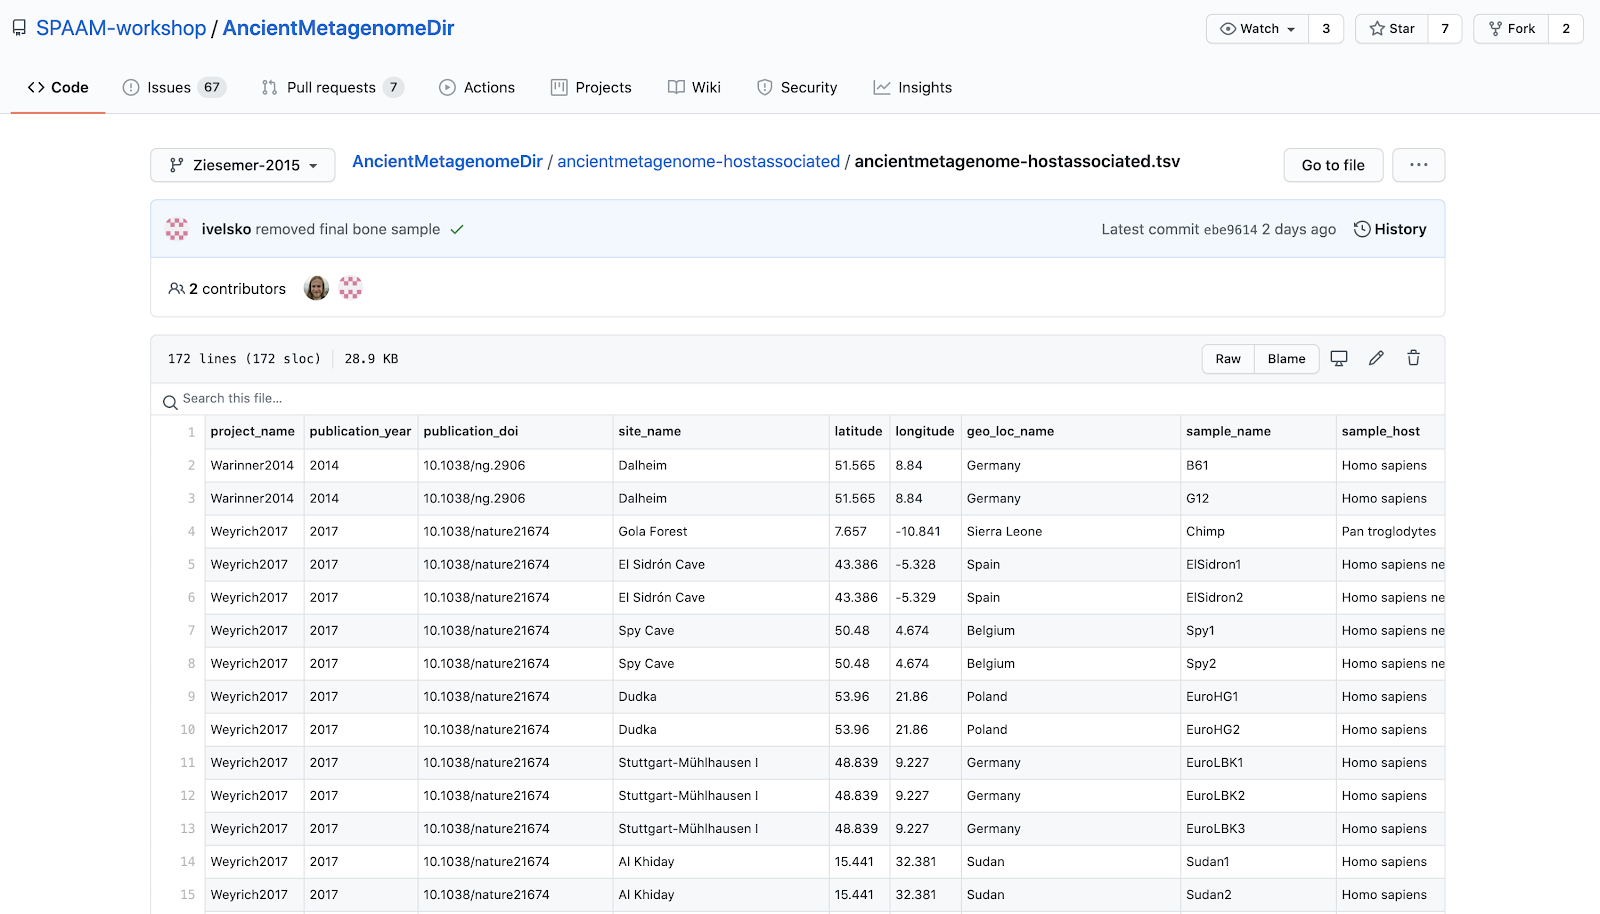 SPAAM-workshop / AncientMetagenomeDir
Watch 3 Star 7 Fork 2
Code Issues 67 Pull requests 7 Actions Projects Wiki Security Insights
Ziesemer-2015 AncientMetagenomeDir / ancientmetagenome-hostassociated / ancientmetagenome-hostassociated.tsv Go to file ...
ivelsko removed final bone sample Latest commit ebe9614 2 days ago History
2 contributors
172 lines (172 sloc) 28.9 KB Raw Blame
Search this file...
1 project_name publication_year publication_doi site_name latitude longitude geo_loc_name sample_name sample_host
2 Warinner2014 2014 10.1038/ng.2906 Dalheim 51.565 8.84 Germany B61 Homo sapiens
3 Warinner2014 2014 10.1038/ng.2906 Dalheim 51.565 8.84 Germany G12 Homo sapiens
4 Weyrich2017 2017 10.1038/nature21674 Gola Forest 7.657 -10.841 Sierra Leone Chimp Pan troglodytes
5 Weyrich2017 2017 10.1038/nature21674 El Sidrón Cave 43.386 -5.328 Spain ElSidron1 Homo sapiens ne
6 Weyrich2017 2017 10.1038/nature21674 El Sidrón Cave 43.386 -5.329 Spain ElSidron2 Homo sapiens ne
7 Weyrich2017 2017 10.1038/nature21674 Spy Cave 50.48 4.674 Belgium Spy1 Homo sapiens ne
8 Weyrich2017 2017 10.1038/nature21674 Spy Cave 50.48 4.674 Belgium Spy2 Homo sapiens ne
9 Weyrich2017 2017 10.1038/nature21674 Dudka 53.96 21.86 Poland EuroHG1 Homo sapiens
10 Weyrich2017 2017 10.1038/nature21674 Dudka 53.96 21.86 Poland EuroHG2 Homo sapiens
11 Weyrich2017 2017 10.1038/nature21674 Stuttgart-Mühlhausen I 48.839 9.227 Germany EuroLBK1 Homo sapiens
12 Weyrich2017 2017 10.1038/nature21674 Stuttgart-Mühlhausen I 48.839 9.227 Germany EuroLBK2 Homo sapiens
13 Weyrich2017 2017 10.1038/nature21674 Stuttgart-Mühlhausen I 48.839 9.227 Germany EuroLBK3 Homo sapiens
14 Weyrich2017 2017 10.1038/nature21674 Al Khiday 15.441 32.381 Sudan Sudan1 Homo sapiens
15 Weyrich2017 2017 10.1038/nature21674 Al Khiday 15.441 32.381 Sudan Sudan2 Homo sapiens